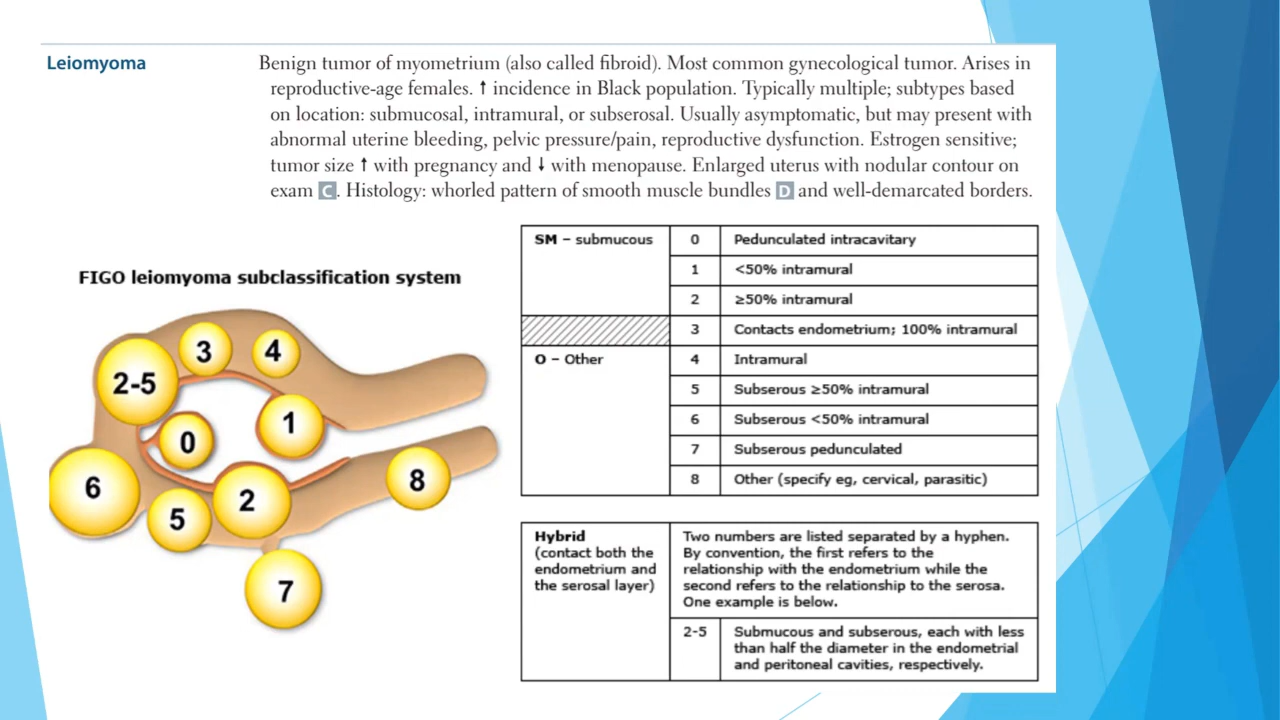 Leiomyoma
Benign tumor of myometrium (also called fibroid). Most common gynecological tumor. Arises in
reproductive-age females. ↑ incidence in Black population. Typically multiple; subtypes based
on location: submucosal, intramural, or subserosal. Usually asymptomatic, but may present with
abnormal uterine bleeding, pelvic pressure/pain, reproductive dysfunction. Estrogen sensitive;
tumor size ↑ with pregnancy and ↓ with menopause. Enlarged uterus with nodular contour on
exam C. Histology: whorled pattern of smooth muscle bundles D and well-demarcated borders.
FIGO leiomyoma subclassification system
3
4
2-5
1
0
6
2
8
5
7
SM – submucous
0 Pedunculated intracavitary
1 <50% intramural
2 ≥50% intramural
3 Contacts endometrium; 100% intramural
O – Other
4 Intramural
5 Subserous ≥50% intramural
6 Subserous <50% intramural
7 Subserous pedunculated
8 Other (specify eg, cervical, parasitic)
Hybrid
(contact both the
endometrium and
the serosal layer)
Two numbers are listed separated by a hyphen.
By convention, the first refers to the
relationship with the endometrium while the
second refers to the relationship to the serosa.
One example is below.
2-5
Submucous and subserous, each with less
than half the diameter in the endometrial
and peritoneal cavities, respectively.